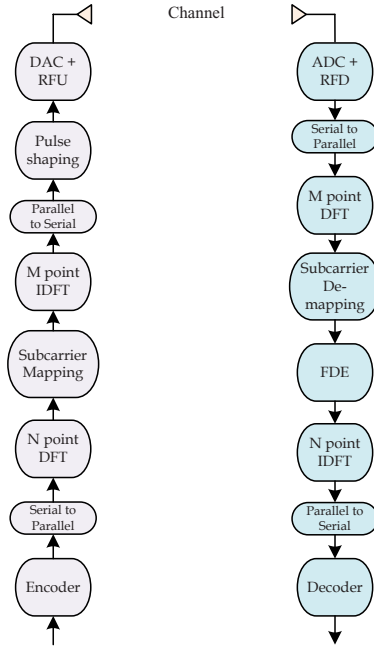 Channel
DAC +
RFU
Pulse
shaping
Parallel
to Serial
M point
IDFT
Subcarrier
Mapping
N point
DFT
Serial to
Parallel
Encoder
ADC +
RFD
Serial to
Parallel
M point
DFT
Subcarrier
De-
mapping
FDE
N point
IDFT
Parallel to
Serial
Decoder